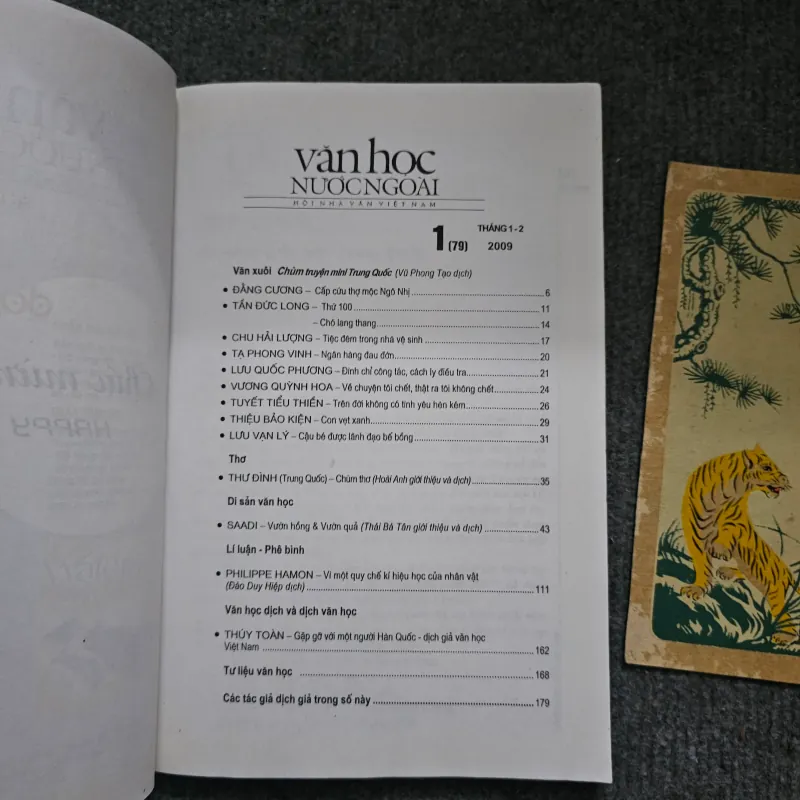 văn học
NƯỚC NGOÀI
HỘI NHÀ VĂN VIỆT NAM
1 (79) THÁNG 1 - 2
2009
Văn xuôi Chùm truyện mini Trung Quốc (Vũ Phong Tạo dịch)
• ĐẰNG CƯƠNG – Cấp cứu thợ mộc Ngô Nhị ... 6
• TẦN ĐỨC LONG – Thứ 100 ... 11
– Chó lang thang ... 14
• CHU HẢI LƯỢNG – Tiệc đêm trong nhà vệ sinh ... 17
• TẠ PHONG VINH – Ngân hàng đau đớn ... 20
• LƯU QUỐC PHƯƠNG – Đình chỉ công tác, cách ly điều tra ... 21
• VƯƠNG QUỲNH HOA – Về chuyện tôi chết, thật ra tôi không chết ... 24
• TUYẾT TIỂU THIỀN – Trên đời không có tình yêu hèn kém ... 26
• THIỆU BẢO KIỆN – Con vẹt xanh ... 29
• LƯU VẠN LÝ – Cậu bé được lãnh đạo bế bồng ... 31
Thơ
• THƯ ĐÌNH (Trung Quốc) – Chùm thơ (Hoài Anh giới thiệu và dịch) ... 35
Di sản văn học
• SAADI – Vườn hồng & Vườn quả (Thái Bá Tân giới thiệu và dịch) ... 43
Lí luận - Phê bình
• PHILIPPE HAMON – Vì một quy chế kí hiệu học của nhân vật
(Đào Duy Hiệp dịch) ... 111
Văn học dịch và dịch văn học
• THÚY TOÀN – Gặp gỡ với một người Hàn Quốc - dịch giả văn học
Việt Nam ... 162
Tư liệu văn học ... 168
Các tác giả dịch giả trong số này ... 179